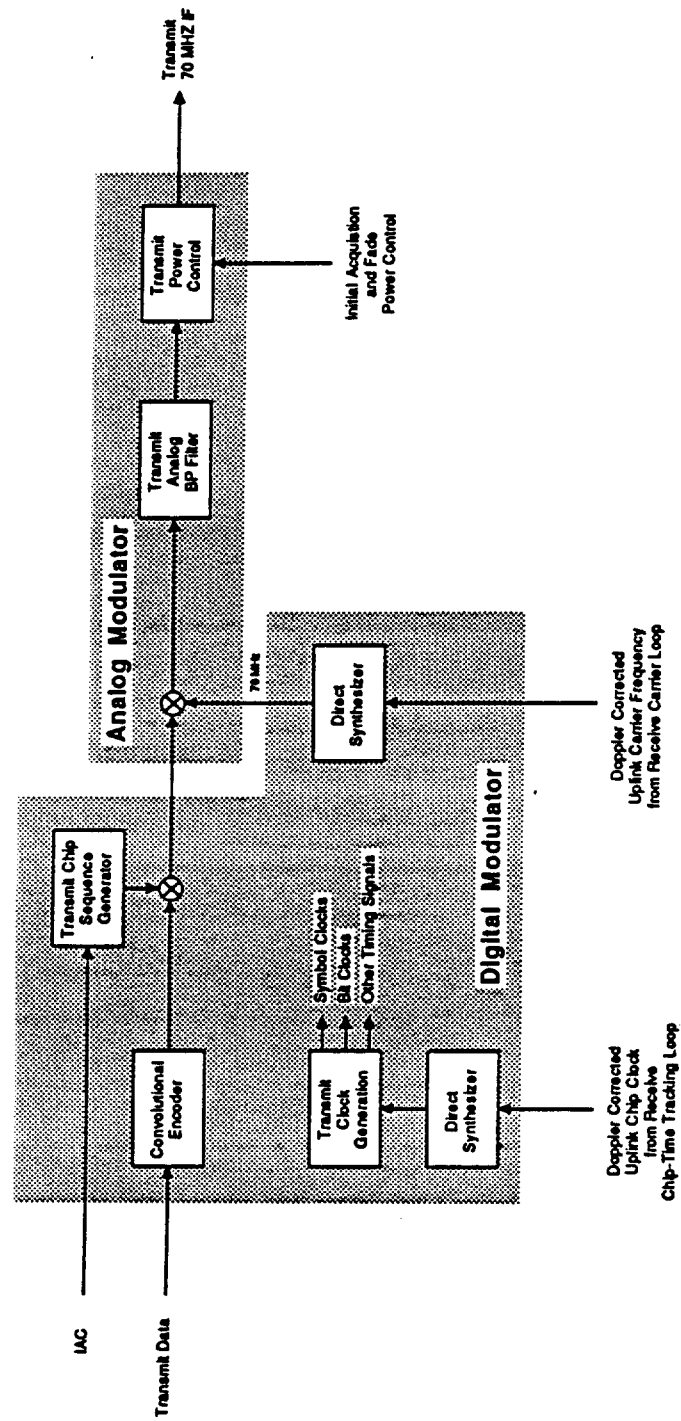 IAC
Transmit Data
Transmit Chip
Sequence
Generator
Convolutional
Encoder
Transmit
Clock
Generation
Symbol Clocks
Bit Clocks
Other Timing Signals
Direct
Synthesizer
Digital Modulator
Doppler Corrected
Uplink Chip Clock
from Receive
Chip-Time Tracking Loop
Analog Modulator
70 MHz
Direct
Synthesizer
Doppler Corrected
Uplink Carrier Frequency
from Receive Carrier Loop
Transmit
Analog
BP Filter
Transmit
Power
Control
Initial Acquistion
and Fade
Power Control
Transmit
70 MHZ IF